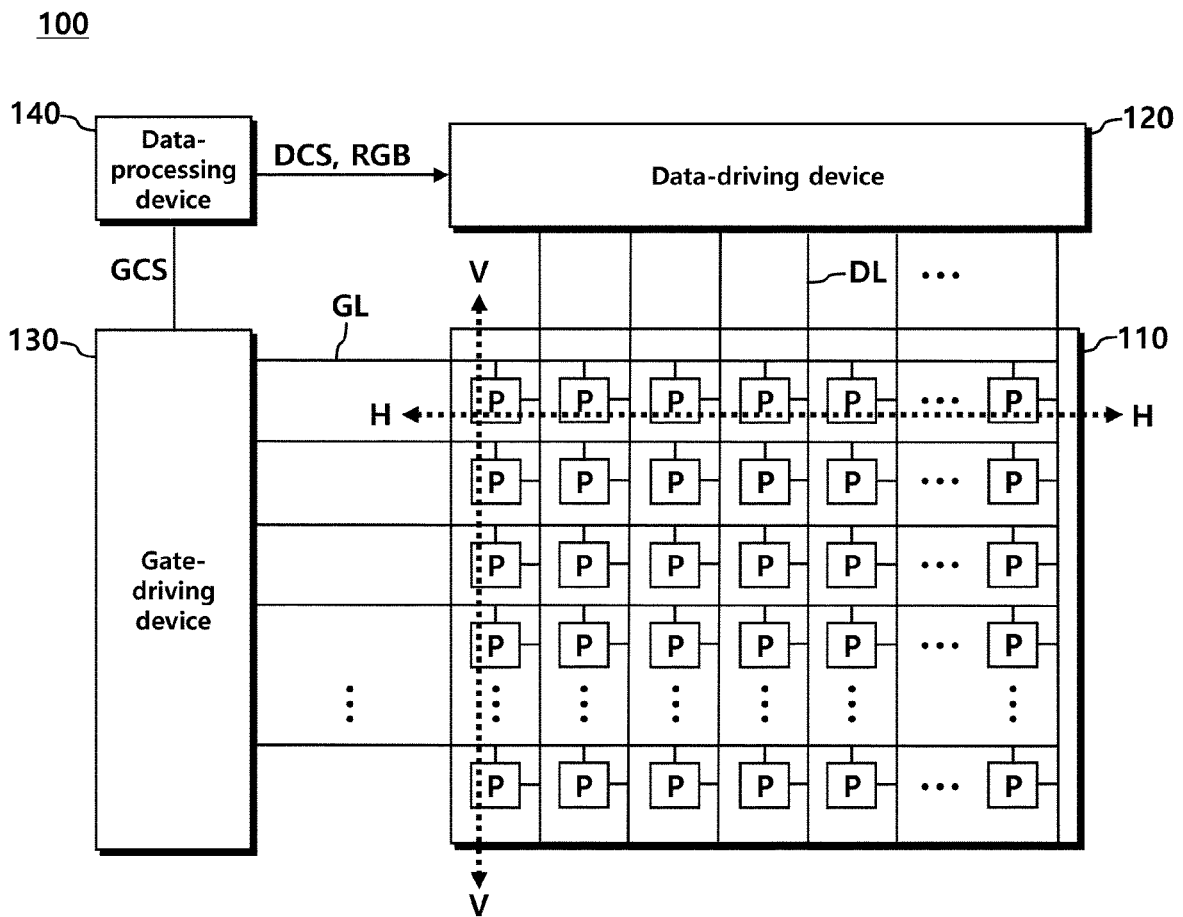 100
140
Data-
processing
device
DCS, RGB
120
Data-driving device
GCS
V
DL
...
GL
130
110
P P P P P ... P
H H
P P P P P ... P
Gate-
driving
device
P P P P P ... P
P P P P P ... P
P P P P P ... P
V